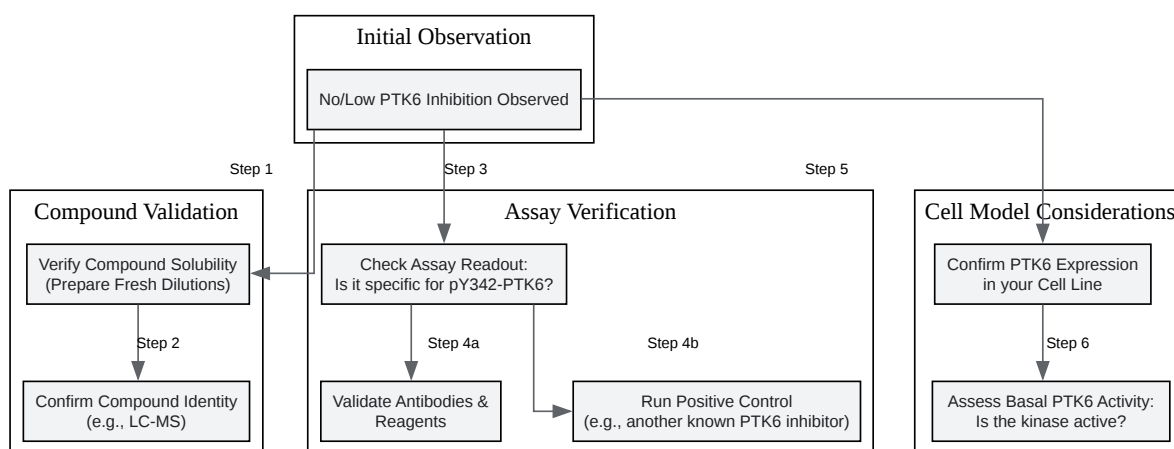 Initial Observation
No/Low PTK6 Inhibition Observed
Step 1
Step 3
Step 5
Compound Validation
Assay Verification
Cell Model Considerations
Verify Compound Solubility
(Prepare Fresh Dilutions)
Check Assay Readout:
Is it specific for pY342-PTK6?
Confirm PTK6 Expression
in your Cell Line
Step 2
Step 4a
Step 4b
Step 6
Confirm Compound Identity
(e.g., LC-MS)
Validate Antibodies &
Reagents
Run Positive Control
(e.g., another known PTK6 inhibitor)
Assess Basal PTK6 Activity:
Is the kinase active?